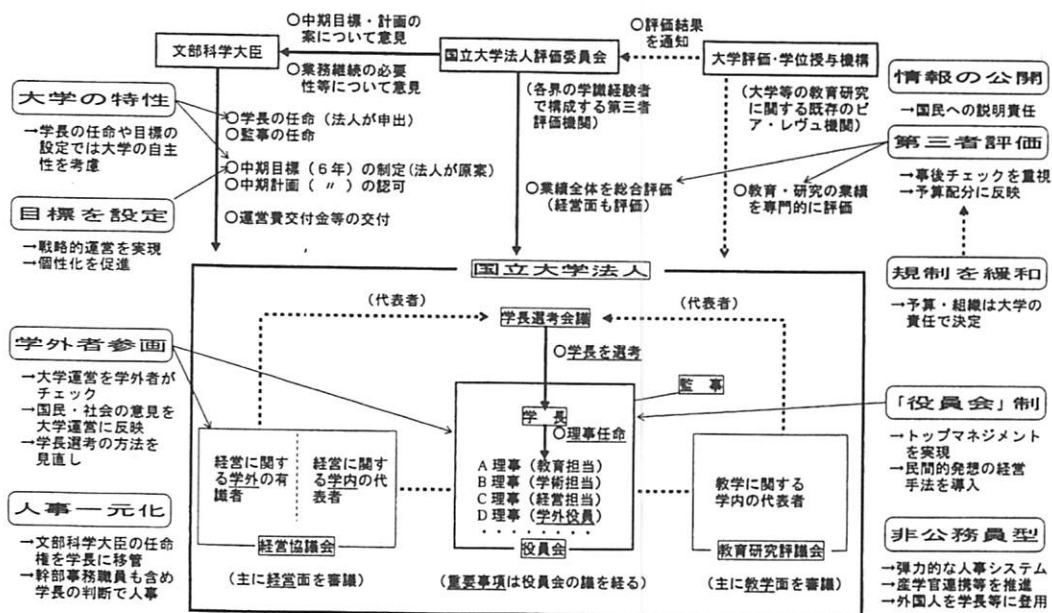 ○中期目標・計画の
案について意見
○評価結果
を通知
文部科学大臣
国立大学法人評価委員会
大学評価・学位授与機構
○業務継続の必要
性等について意見
(各界の学識経験者
で構成する第三者
評価機関)
(大学等の教育研究
に関する既存のピ
ア・レヴュ機関)
情報の公開
→国民への説明責任
大学の特性
→学長の任命や目標の
設定では大学の自主
性を考慮
○学長の任命(法人が申出)
○監事の任命
○中期目標(6年)の制定(法人が原案)
○中期計画( 〃 )の認可
○運営費交付金等の交付
第三者評価
→事後チェックを重視
→予算配分に反映
○業績全体を総合評価
(経営面も評価)
○教育・研究の業績
を専門的に評価
目標を設定
→戦略的運営を実現
→個性化を促進
国立大学法人
規制を緩和
→予算・組織は大学の
責任で決定
(代表者)
(代表者)
学長選考会議
○学長を選考
学外者参画
→大学運営を学外者が
チェック
→国民・社会の意見を
大学運営に反映
→学長選考の方法を
見直し
監 事
学 長
○理事任命
A理事(教育担当)
B理事(学術担当)
C理事(経営担当)
D理事(学外役員)
・・・・・・・・
役員会
(重要事項は役員会の議を経る)
「役員会」制
→トップマネジメント
を実現
→民間的発想の経営
手法を導入
経営に関す
る学外の有
識者
経営に関す
る学内の代
表者
経営協議会
(主に経営面を審議)
教学に関する
学内の代表者
教育研究評議会
(主に教学面を審議)
人事一元化
→文部科学大臣の任命
権を学長に移管
→幹部事務職員も含め
学長の判断で人事
非公務員型
→弾力的な人事システム
→産学官連携等を推進
→外国人を学長等に登用